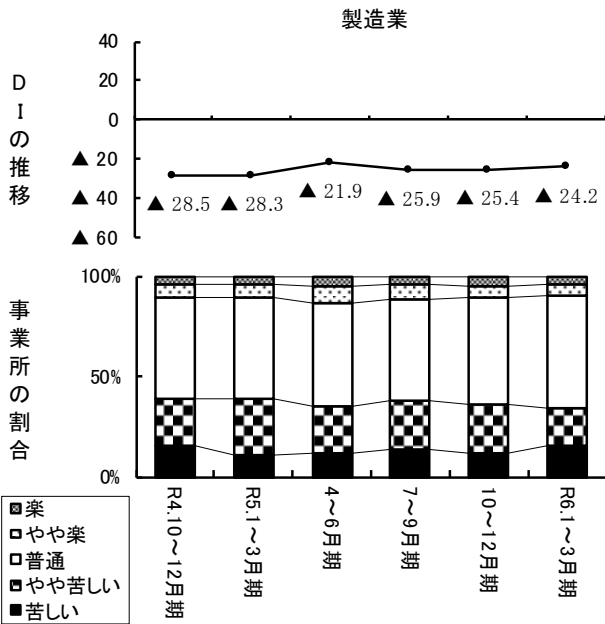 製造業
DIの推移
40
20
0
▲ 20
▲ 40
▲ 60
▲ 28.5
▲ 28.3
▲ 21.9
▲ 25.9
▲ 25.4
▲ 24.2
事業所の割合
100%
50%
0%
R4.10～12月期
R5.1～3月期
4～6月期
7～9月期
10～12月期
R6.1～3月期
楽
やや楽
普通
やや苦しい
苦しい